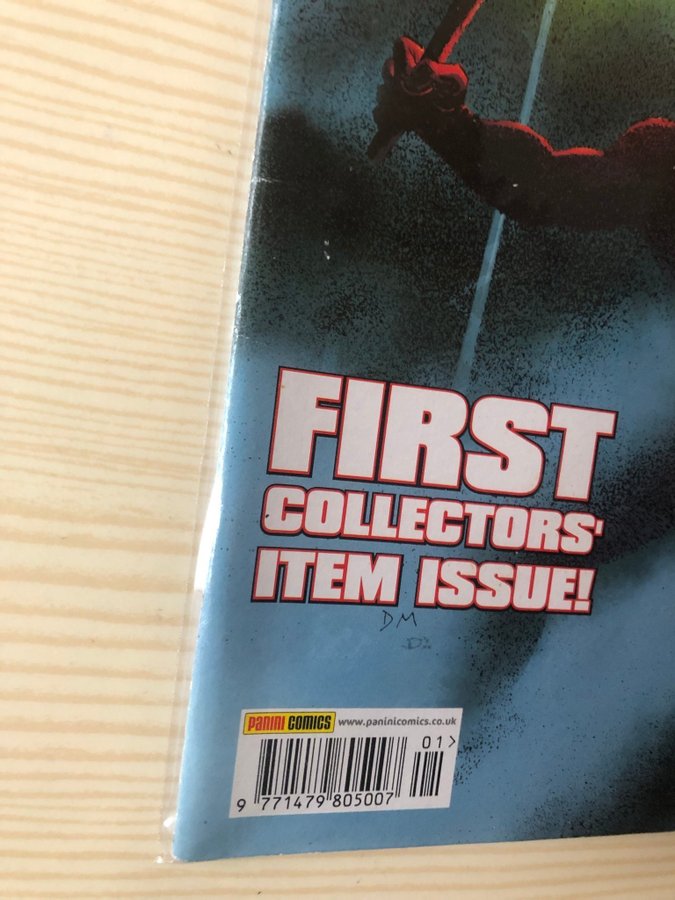 FIRST
COLLECTORS'
ITEM ISSUE!
DM
PANINI COMICS www.paninicomics.co.uk
01>
9 771479 805007